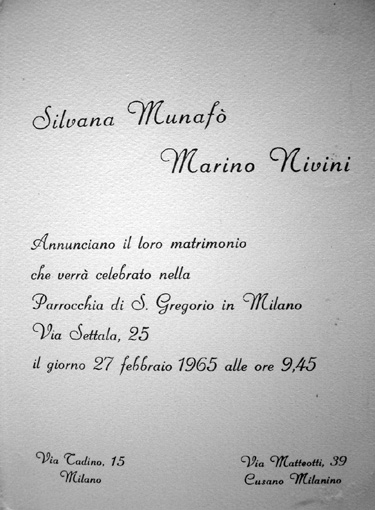 Silvana Munafò
Marino Nivini
Annunciano il loro matrimonio
che verrà celebrato nella
Parrocchia di S. Gregorio in Milano
Via Settala, 25
il giorno 27 febbraio 1965 alle ore 9,45
Via Tadino, 15
Milano
Via Matteotti, 39
Cusano Milanino